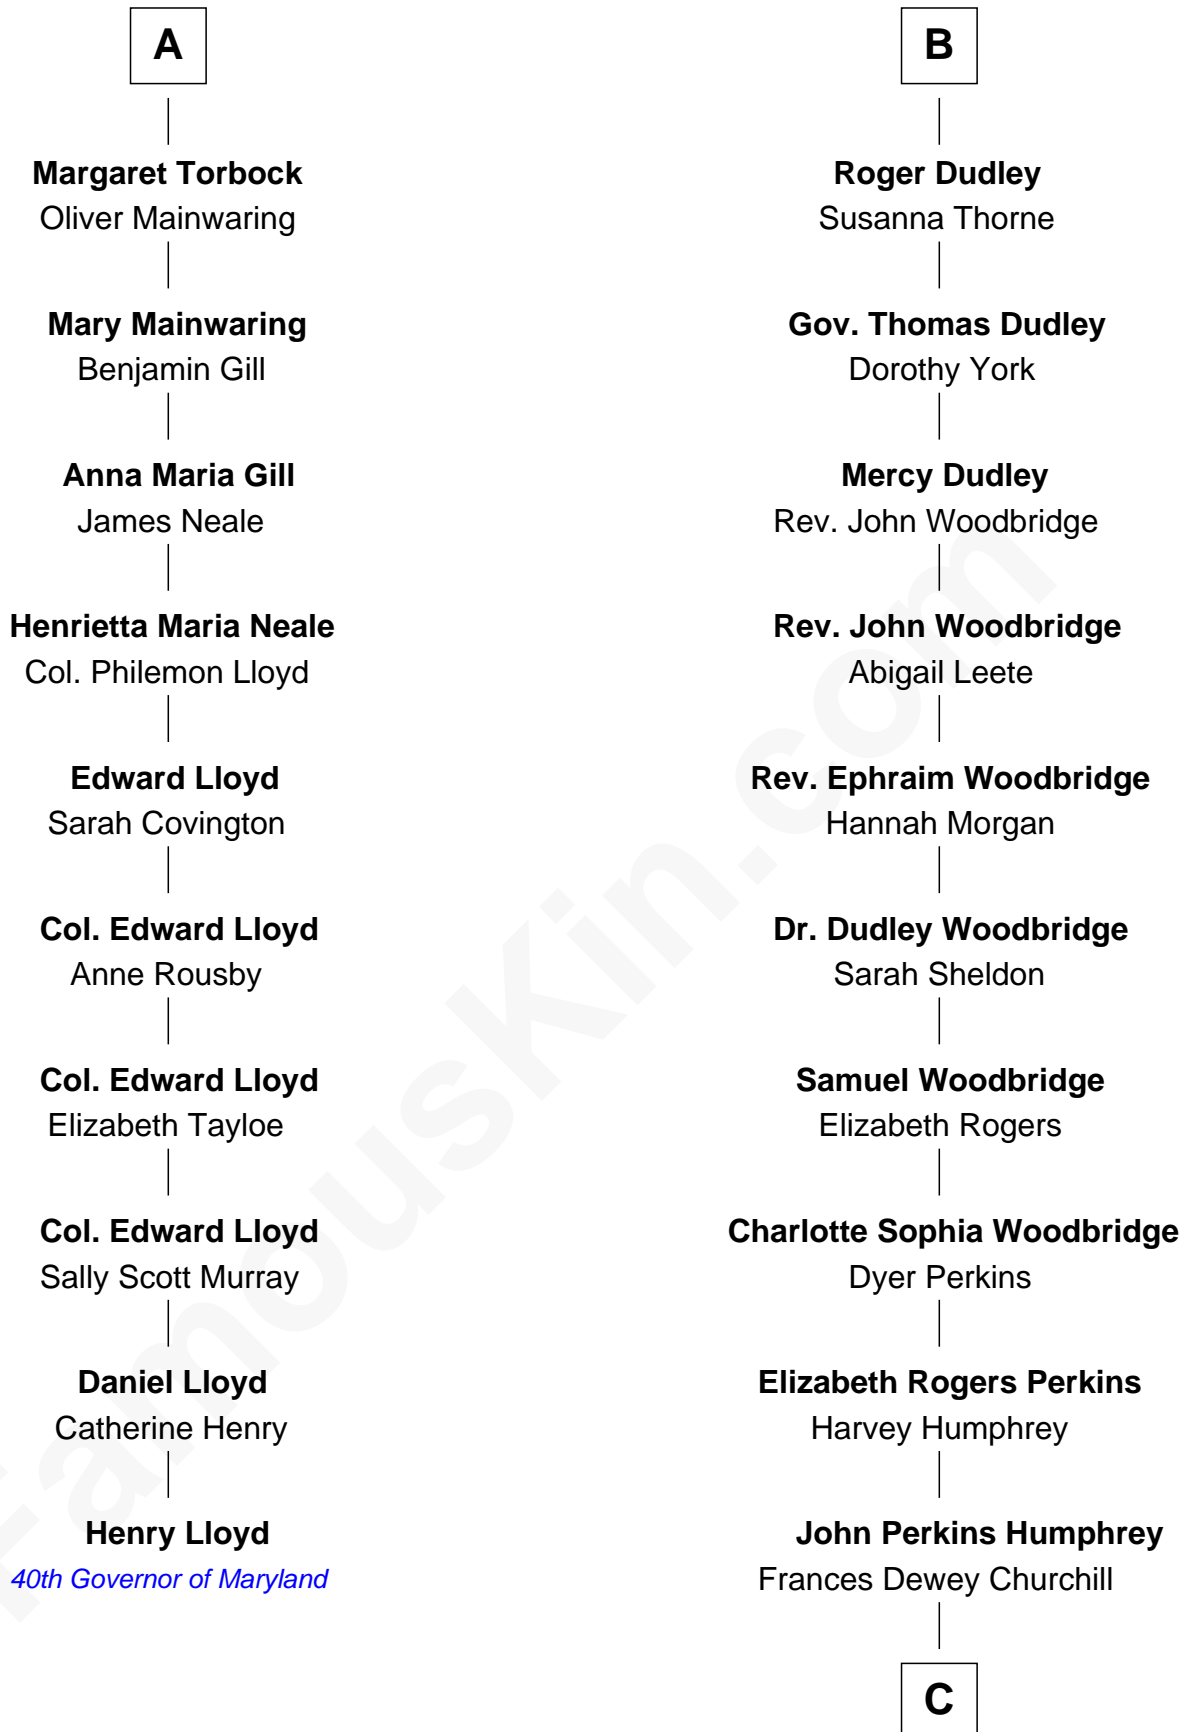 A
Margaret Torbock
Oliver Mainwaring
Mary Mainwaring
Benjamin Gill
Anna Maria Gill
James Neale
Henrietta Maria Neale
Col. Philemon Lloyd
Edward Lloyd
Sarah Covington
Col. Edward Lloyd
Anne Rousby
Col. Edward Lloyd
Elizabeth Tayloe
Col. Edward Lloyd
Sally Scott Murray
Daniel Lloyd
Catherine Henry
Henry Lloyd
40th Governor of Maryland
B
Roger Dudley
Susanna Thorne
Gov. Thomas Dudley
Dorothy York
Mercy Dudley
Rev. John Woodbridge
Rev. John Woodbridge
Abigail Leete
Rev. Ephraim Woodbridge
Hannah Morgan
Dr. Dudley Woodbridge
Sarah Sheldon
Samuel Woodbridge
Elizabeth Rogers
Charlotte Sophia Woodbridge
Dyer Perkins
Elizabeth Rogers Perkins
Harvey Humphrey
John Perkins Humphrey
Frances Dewey Churchill
C
FamousKin.com